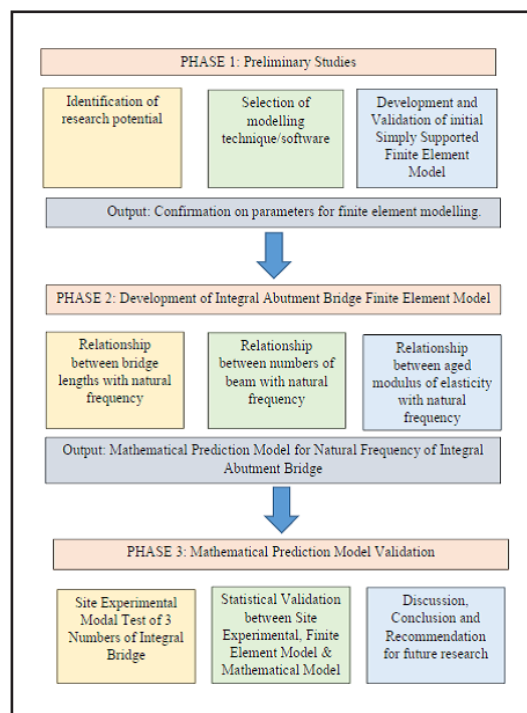 PHASE 1: Preliminary Studies
Identification of
research potential
Selection of
modelling
technique/software
Development and
Validation of initial
Simply Supported
Finite Element
Model
Output: Confirmation on parameters for finite element modelling.
PHASE 2: Development of Integral Abutment Bridge Finite Element Model
Relationship
between bridge
lengths with natural
frequency
Relationship
between numbers of
beam with natural
frequency
Relationship
between aged
modulus of elasticity
with natural
frequency
Output: Mathematical Prediction Model for Natural Frequency of Integral
Abutment Bridge
PHASE 3: Mathematical Prediction Model Validation
Site Experimental
Modal Test of 3
Numbers of Integral
Bridge
Statistical Validation
between Site
Experimental, Finite
Element Model &
Mathematical Model
Discussion,
Conclusion and
Recommendation
for future research